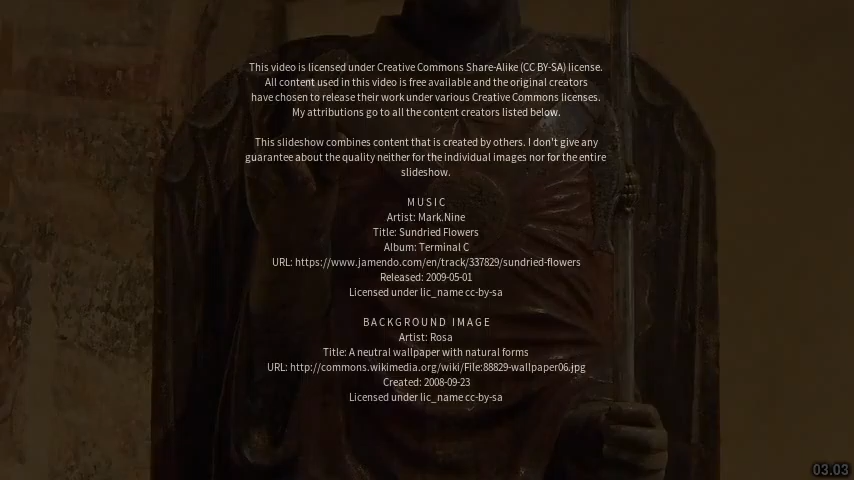 This video is licensed under Creative Commons Share-Alike (CC BY-SA) license.
All content used in this video is free available and the original creators
have chosen to release their work under various Creative Commons licenses.
My attributions go to all the content creators listed below.
This slideshow combines content that is created by others. I don't give any
guarantee about the quality neither for the individual images nor for the entire
slideshow.
MUSIC
Artist: Mark.Nine
Title: Sundried Flowers
Album: Terminal C
URL: https://www.jamendo.com/en/track/337829/sundried-flowers
Released: 2009-05-01
Licensed under lic_name cc-by-sa
BACKGROUND IMAGE
Artist: Rosa
Title: A neutral wallpaper with natural forms
URL: http://commons.wikimedia.org/wiki/File:88829-wallpaper06.jpg
Created: 2008-09-23
Licensed under lic_name cc-by-sa
03.03